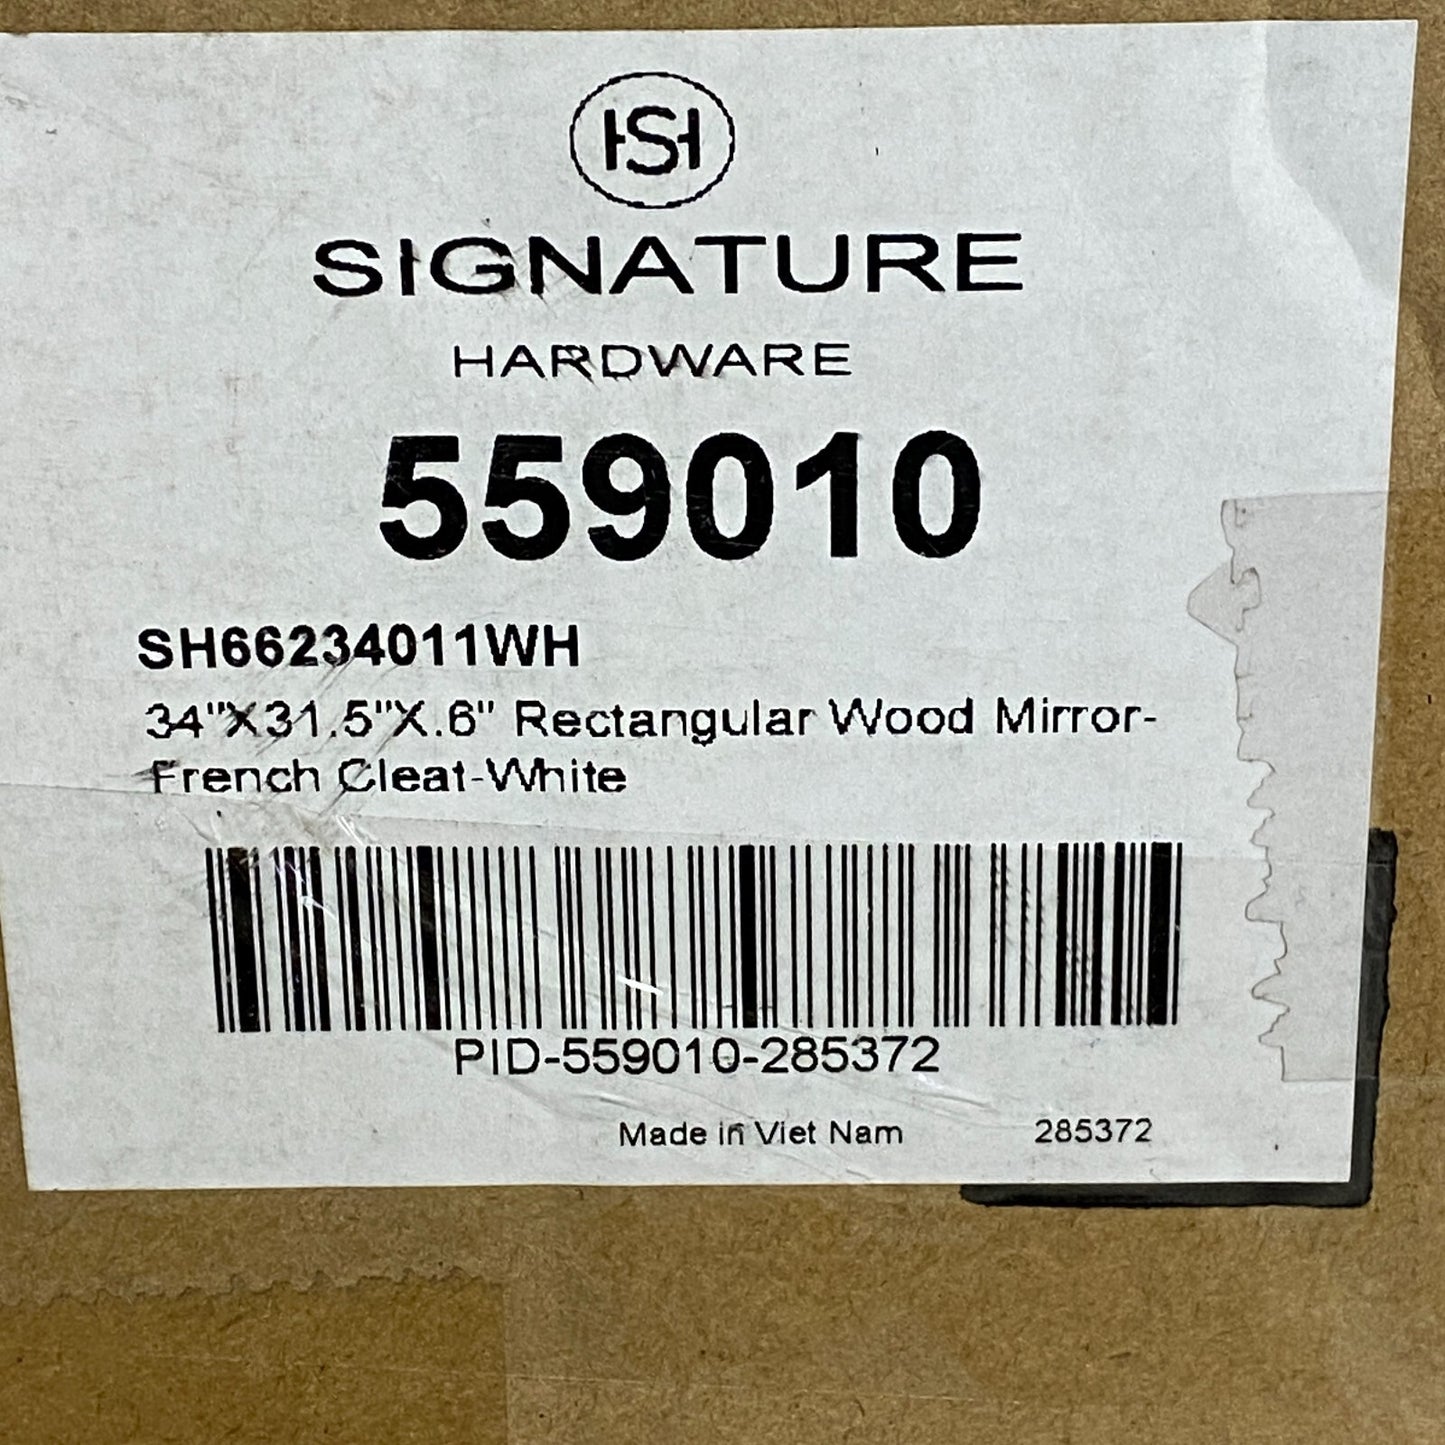 HSH
SIGNATURE
HARDWARE
559010
SH66234011WH
34"X31.5"X.6" Rectangular Wood Mirror-
French Cleat-White
PID-559010-285372
Made in Viet Nam 285372